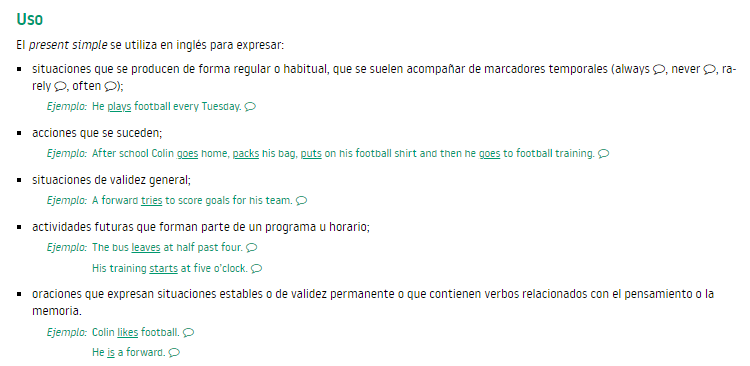 Uso
El present simple se utiliza en inglés para expresar:
▪ situaciones que se producen de forma regular o habitual, que se suelen acompañar de marcadores temporales (always, never, ra-
rely, often);
Ejemplo: He plays football every Tuesday.
▪ acciones que se suceden;
Ejemplo: After school Colin goes home, packs his bag, puts on his football shirt and then he goes to football training.
▪ situaciones de validez general;
Ejemplo: A forward tries to score goals for his team.
▪ actividades futuras que forman parte de un programa u horario;
Ejemplo: The bus leaves at half past four.
His training starts at five o'clock.
▪ oraciones que expresan situaciones estables o de validez permanente o que contienen verbos relacionados con el pensamiento o la
memoria.
Ejemplo: Colin likes football.
He is a forward.